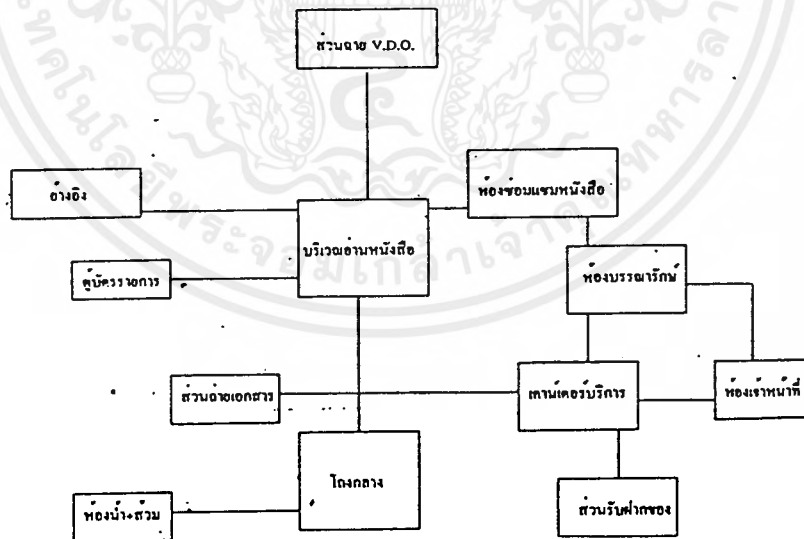 ส่วนฉาย V.D.O.
อ้างอิง
ห้องซ่อมแซมหนังสือ
บริเวณอ่านหนังสือ
ตู้บัตรรายการ
ห้องบรรณารักษ์
ส่วนถ่ายเอกสาร
เคาน์เตอร์บริการ
ห้องเจ้าหน้าที่
โถงกลาง
ห้องน้ำ+ส้วม
ส่วนรับฝากของ